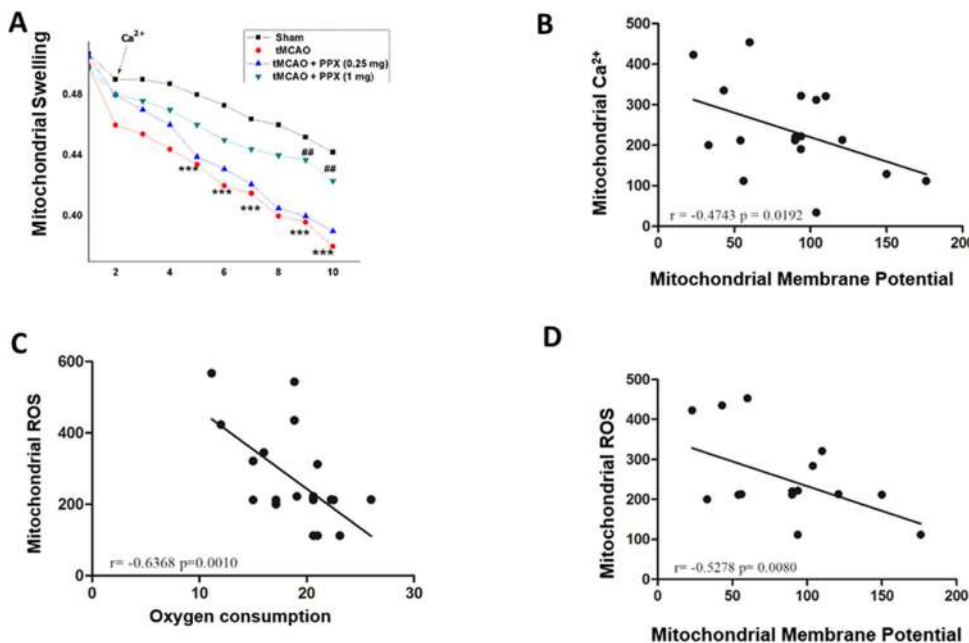 A
Ca2+
Sham
tMCAO
tMCAO + PPX (0.25 mg)
tMCAO + PPX (1 mg)
Mitochondrial Swelling
0.48
0.44
0.40
##
##
***
***
***
***
***
2 4 6 8 10
B
Mitochondrial Ca2+
500
400
300
200
100
0
r = -0.4743 p = 0.0192
0 50 100 150 200
Mitochondrial Membrane Potential
C
Mitochondrial ROS
600
400
200
0
r= -0.6368 p=0.0010
0 10 20 30
Oxygen consumption
D
Mitochondrial ROS
500
400
300
200
100
0
r= -0.5278 p= 0.0080
0 50 100 150 200
Mitochondrial Membrane Potential